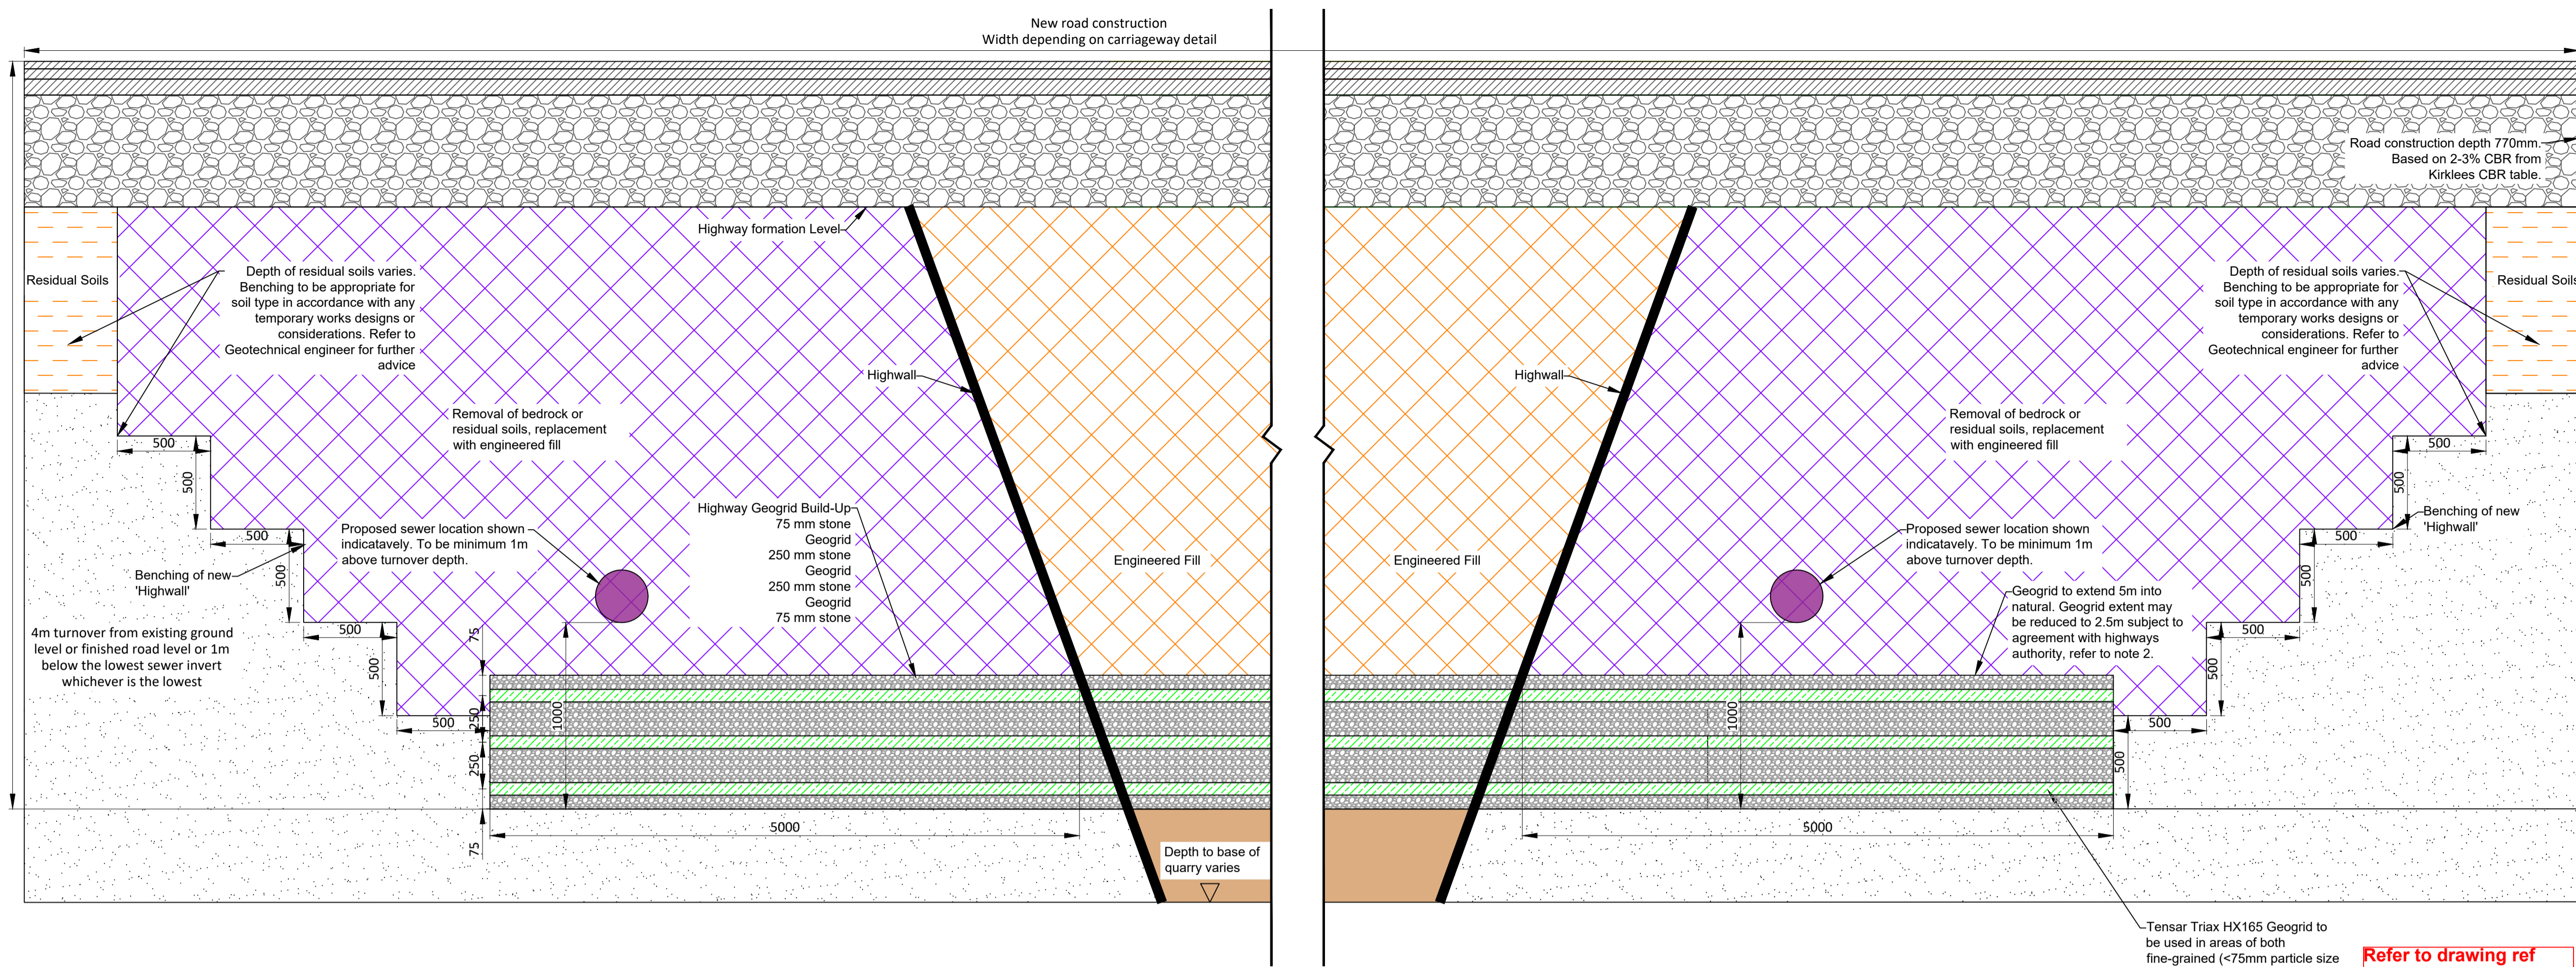 New road construction
Width depending on carriageway detail
Road construction depth 770mm.
Based on 2-3% CBR from
Kirklees CBR table.
Highway formation Level
Residual Soils
Depth of residual soils varies.
Benching to be appropriate for
soil type in accordance with any
temporary works designs or
considerations. Refer to
Geotechnical engineer for further
advice
Highwall
Removal of bedrock or
residual soils, replacement
with engineered fill
500
500
500
500
500
500
500
Benching of new
'Highwall'
Proposed sewer location shown
indicatavely. To be minimum 1m
above turnover depth.
Highway Geogrid Build-Up
75 mm stone
Geogrid
250 mm stone
Geogrid
250 mm stone
Geogrid
75 mm stone
Engineered Fill
4m turnover from existing ground
level or finished road level or 1m
below the lowest sewer invert
whichever is the lowest
75
250
250
75
1000
5000
Depth to base of
quarry varies
Residual Soils
Depth of residual soils varies.
Benching to be appropriate for
soil type in accordance with any
temporary works designs or
considerations. Refer to
Geotechnical engineer for further
advice
Highwall
Removal of bedrock or
residual soils, replacement
with engineered fill
500
500
500
500
500
500
500
500
Benching of new
'Highwall'
Engineered Fill
Proposed sewer location shown
indicatavely. To be minimum 1m
above turnover depth.
Geogrid to extend 5m into
natural. Geogrid extent may
be reduced to 2.5m subject to
agreement with highways
authority, refer to note 2.
1000
5000
Tensar Triax HX165 Geogrid to
be used in areas of both
fine-grained (<75mm particle size
Refer to drawing ref